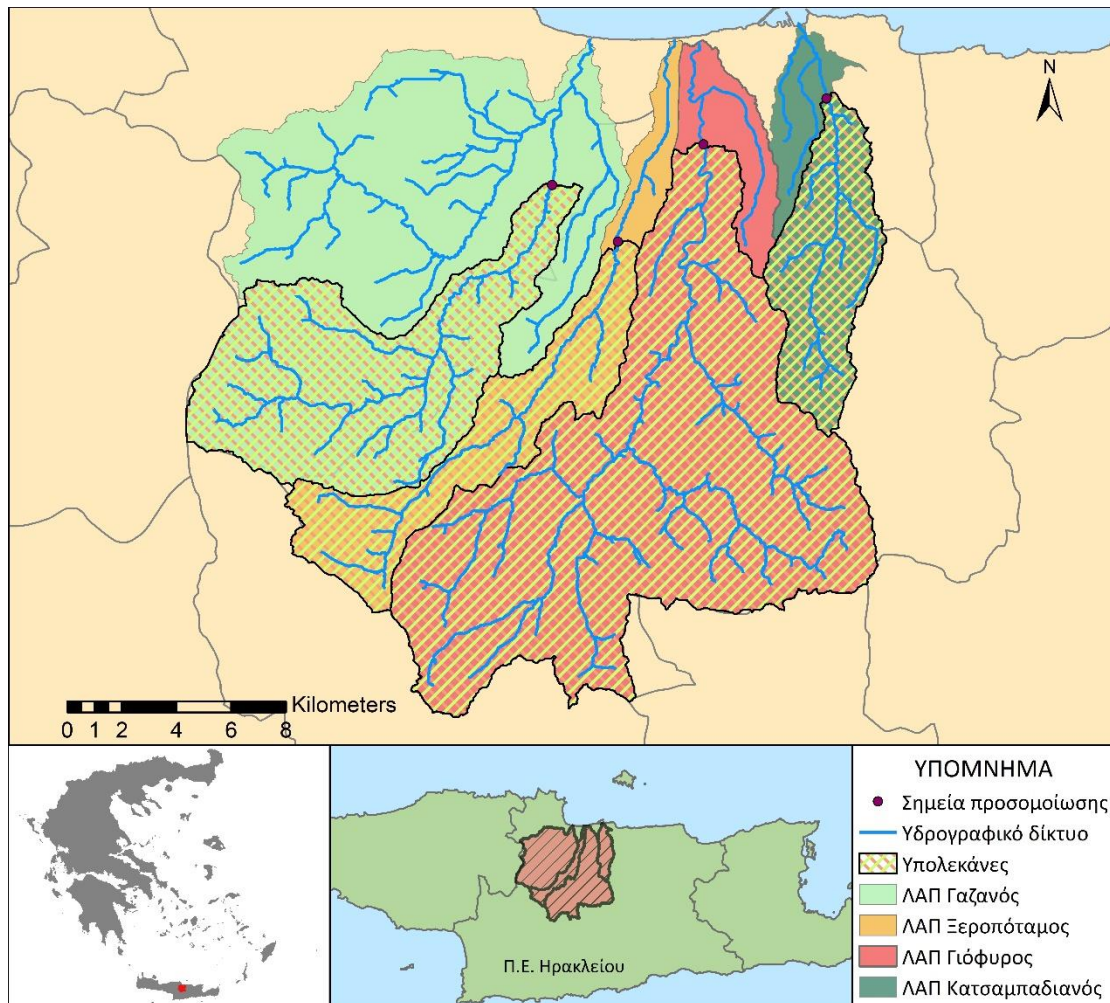 N
Kilometers
0 1 2 4 6 8
Π.Ε. Ηρακλείου
ΥΠΟΜΝΗΜΑ
Σημεία προσομοίωσης
Υδρογραφικό δίκτυο
Υπολεκάνες
ΛΑΠ Γαζανός
ΛΑΠ Ξεροπόταμος
ΛΑΠ Γιόφυρος
ΛΑΠ Κατσαμπαδιανός